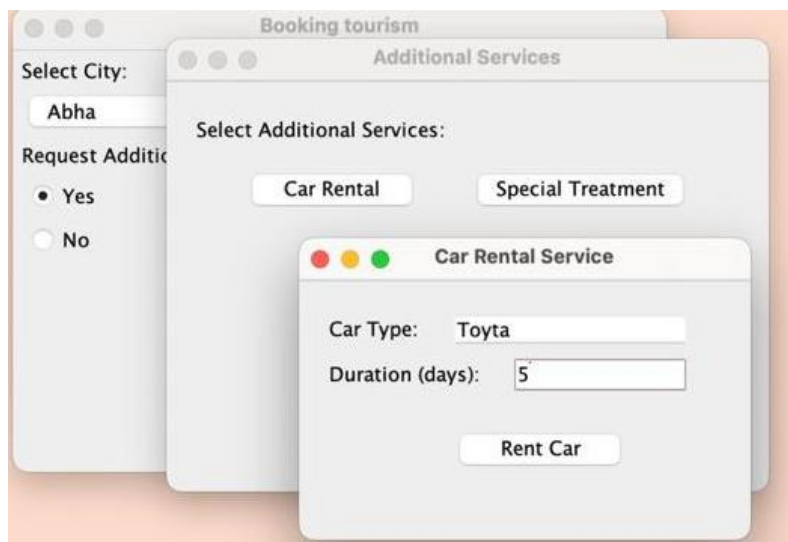 Booking tourism
Select City:
Abha
Request Additio
Yes
No
Additional Services
Select Additional Services:
Car Rental
Special Treatment
Car Rental Service
Car Type: Toyta
Duration (days): 5
Rent Car